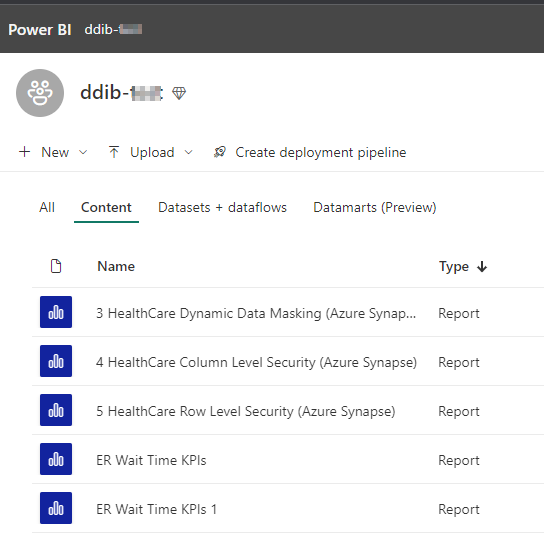 Power BI ddib-
ddib-
New Upload Create deployment pipeline
All Content Datasets + dataflows Datamarts (Preview)
Name Type
3 HealthCare Dynamic Data Masking (Azure Synap... Report
4 HealthCare Column Level Security (Azure Synapse) Report
5 HealthCare Row Level Security (Azure Synapse) Report
ER Wait Time KPIs Report
ER Wait Time KPIs 1 Report